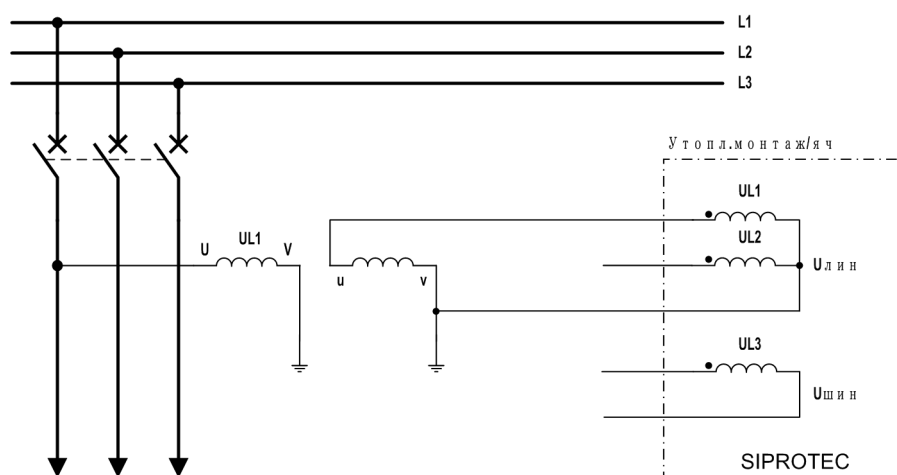 L1
L2
L3
Утопл.монтаж/яч
UL1
UL2
U UL1 V
u v
Uлин
UL3
Uшин
SIPROTEC